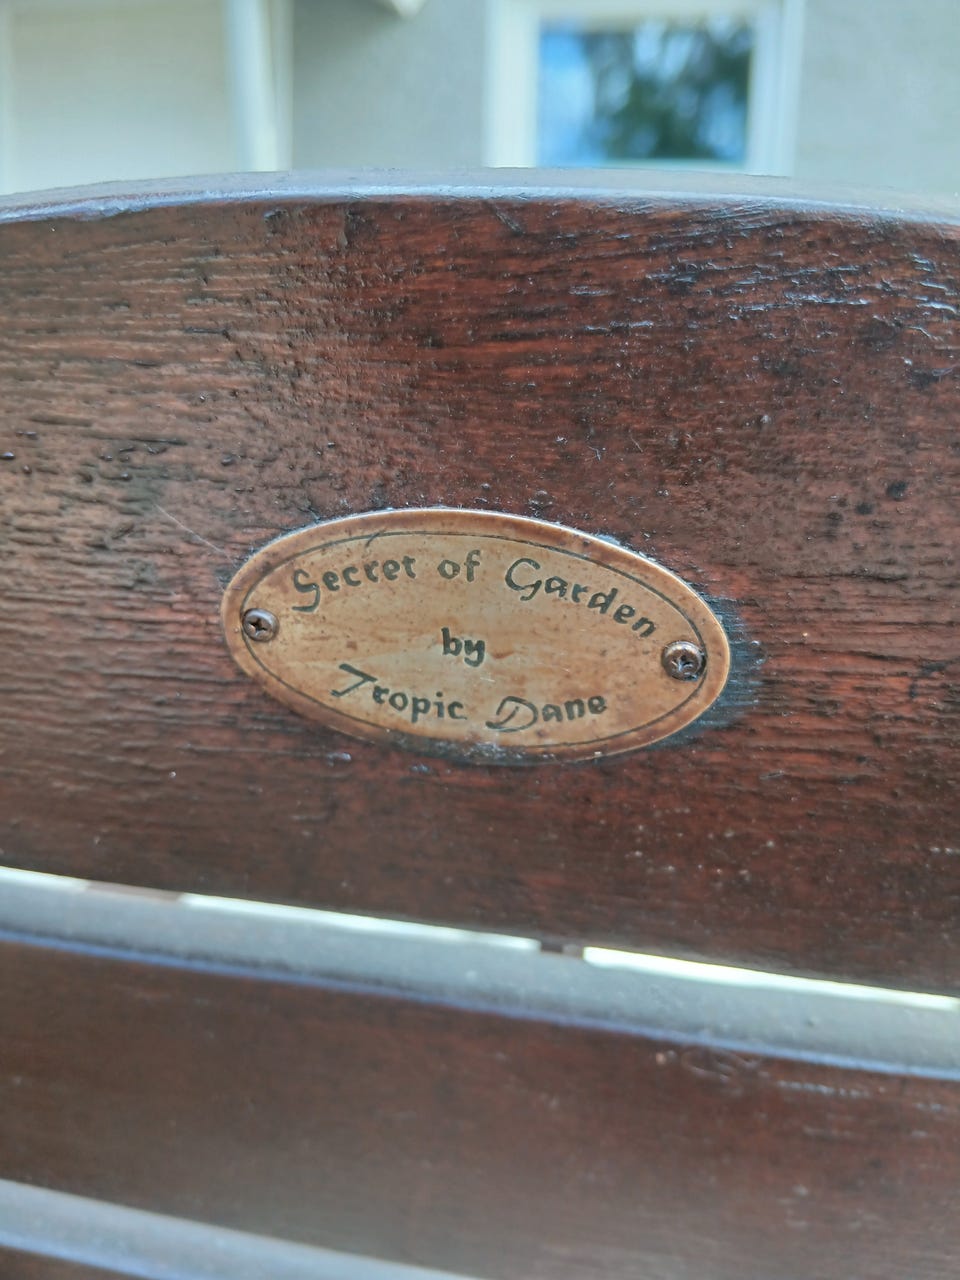 Secret of Garden
by
Tropic Dane